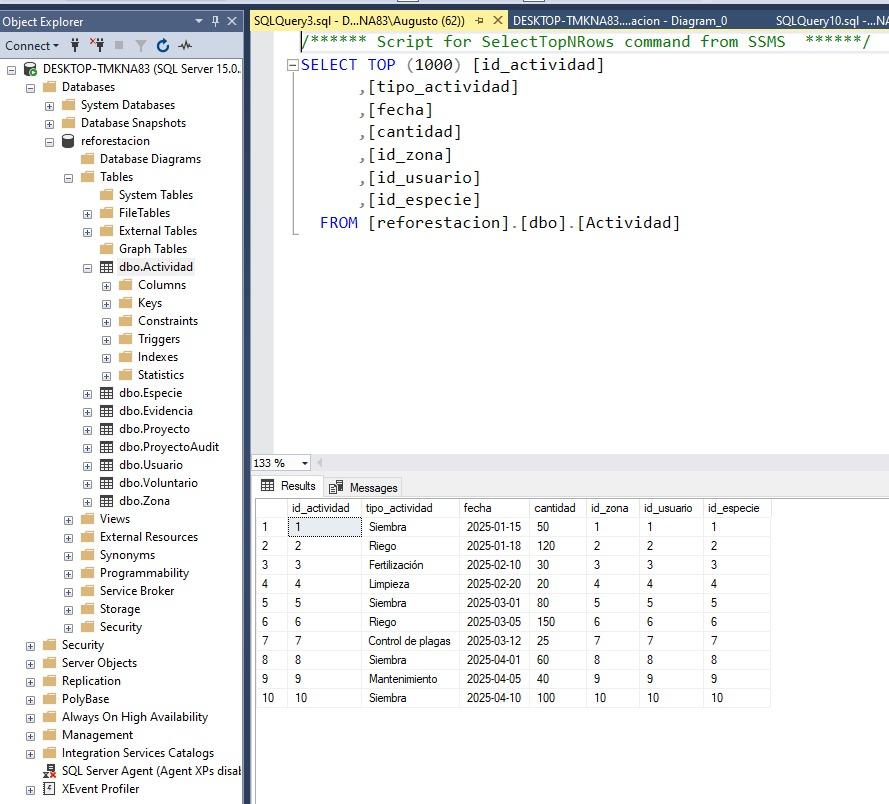 Object Explorer
Connect
DESKTOP-TMKNA83 (SQL Server 15.0..
Databases
System Databases
Database Snapshots
reforestacion
Database Diagrams
Tables
System Tables
FileTables
External Tables
Graph Tables
dbo.Actividad
Columns
Keys
Constraints
Triggers
Indexes
Statistics
dbo.Especie
dbo.Evidencia
dbo.Proyecto
dbo.ProyectoAudit
dbo.Usuario
dbo.Voluntario
dbo.Zona
Views
External Resources
Synonyms
Programmability
Service Broker
Storage
Security
Security
Server Objects
Replication
PolyBase
Always On High Availability
Management
Integration Services Catalogs
SQL Server Agent (Agent XPs disab
XEvent Profiler
SQLQuery3.sql - D...NA83\Augusto (62)) DESKTOP-TMKNA83....acion - Diagram_0 SQLQuery10.sql -...NA
/****** Script for SelectTopNRows command from SSMS ******/
SELECT TOP (1000) [id_actividad]
,[tipo_actividad]
,[fecha]
,[cantidad]
,[id_zona]
,[id_usuario]
,[id_especie]
FROM [reforestacion].[dbo].[Actividad]
133 %
Results Messages
id_actividad tipo_actividad fecha cantidad id_zona id_usuario id_especie
1 1 Siembra 2025-01-15 50 1 1 1
2 2 Riego 2025-01-18 120 2 2 2
3 3 Fertilización 2025-02-10 30 3 3 3
4 4 Limpieza 2025-02-20 20 4 4 4
5 5 Siembra 2025-03-01 80 5 5 5
6 6 Riego 2025-03-05 150 6 6 6
7 7 Control de plagas 2025-03-12 25 7 7 7
8 8 Siembra 2025-04-01 60 8 8 8
9 9 Mantenimiento 2025-04-05 40 9 9 9
10 10 Siembra 2025-04-10 100 10 10 10